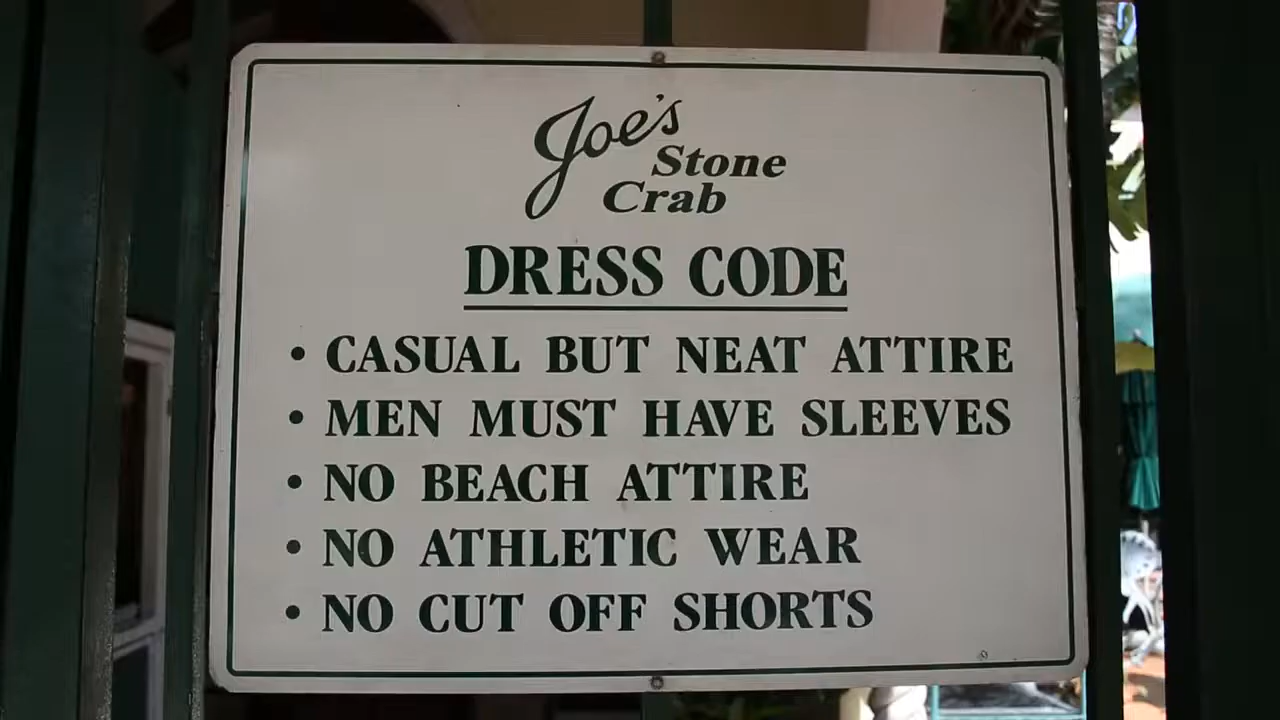 Joe's
Stone
Crab
DRESS CODE
• CASUAL BUT NEAT ATTIRE
• MEN MUST HAVE SLEEVES
• NO BEACH ATTIRE
• NO ATHLETIC WEAR
• NO CUT OFF SHORTS